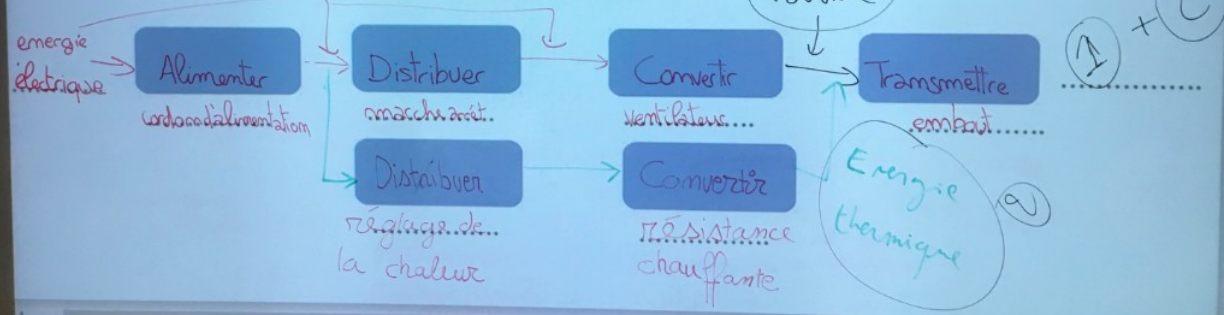 energie
électrique
Alimenter
Distribuer
Convertir
Transmettre
1 +
cordon d'alimentation
marche arrêt..
ventilateur....
embout......
Distribuer
Convertir
Energie
thermique
2
réglage de
la chaleur
résistance
chauffante